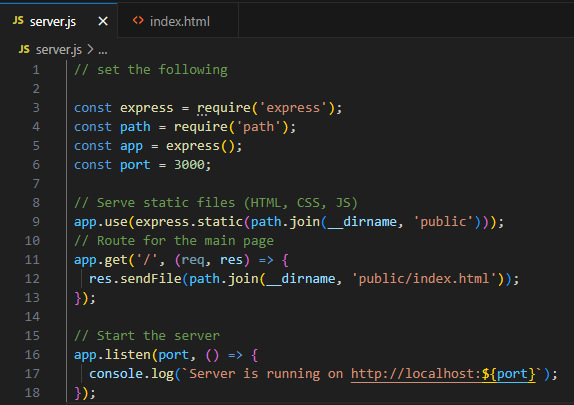 JS server.js ×
<> index.html
JS server.js > ...
1 // set the following
2
3 const express = require('express');
4 const path = require('path');
5 const app = express();
6 const port = 3000;
7
8 // Serve static files (HTML, CSS, JS)
9 app.use(express.static(path.join(__dirname, 'public')));
10 // Route for the main page
11 app.get('/', (req, res) => {
12   res.sendFile(path.join(__dirname, 'public/index.html'));
13 });
14
15 // Start the server
16 app.listen(port, () => {
17   console.log(`Server is running on http://localhost:${port}`);
18 });